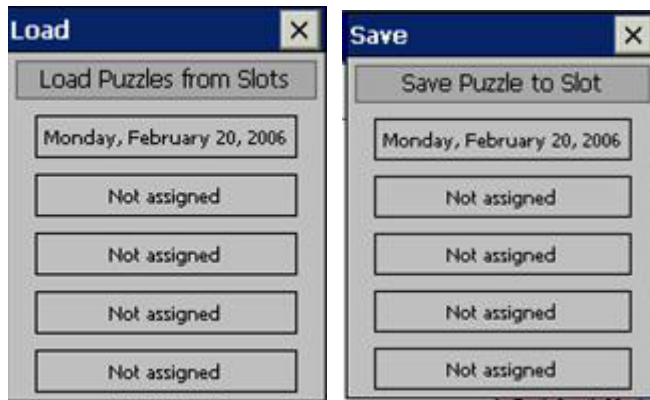 Load
Load Puzzles from Slots
Monday, February 20, 2006
Not assigned
Not assigned
Not assigned
Not assigned
Save
Save Puzzle to Slot
Monday, February 20, 2006
Not assigned
Not assigned
Not assigned
Not assigned